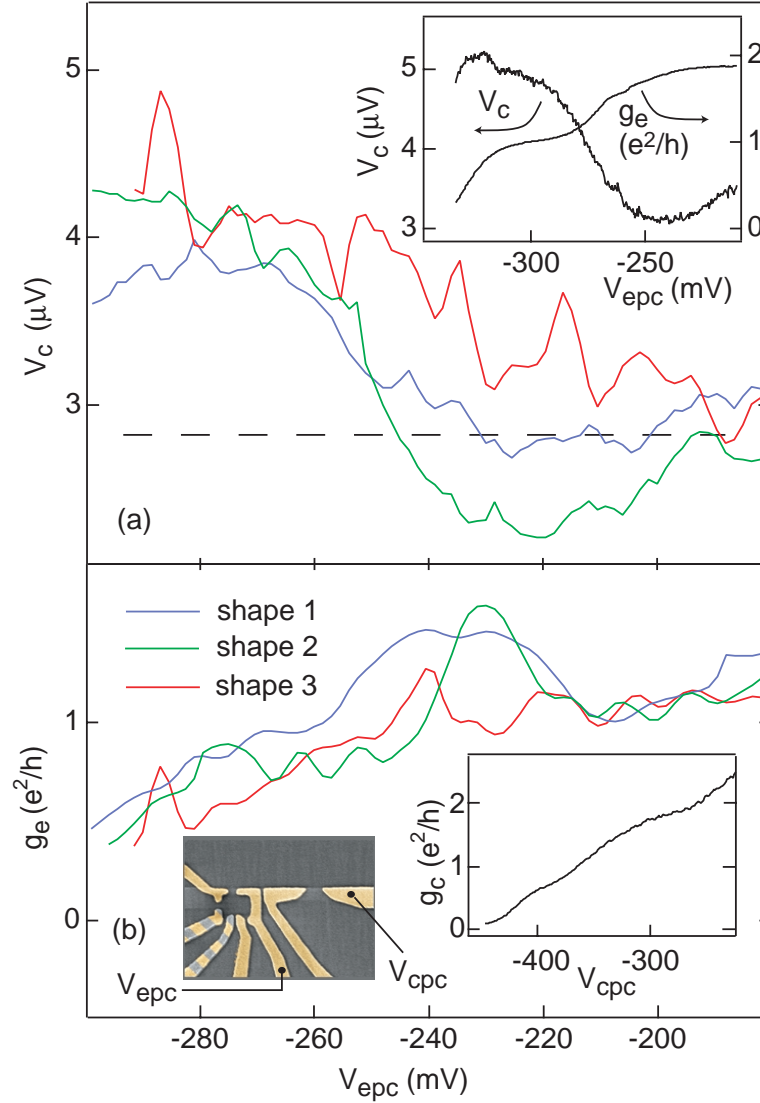 5
4
3
V_c (μV)
(a)
5
4
3
V_c (μV)
V_c
g_e
(e²/h)
2
1
0
-300
-250
V_epc (mV)
shape 1
shape 2
shape 3
1
0
g_e (e²/h)
(b)
V_epc
V_cpc
2
1
0
g_c (e²/h)
-400
-300
V_cpc
-280
-260
-240
-220
-200
V_epc (mV)